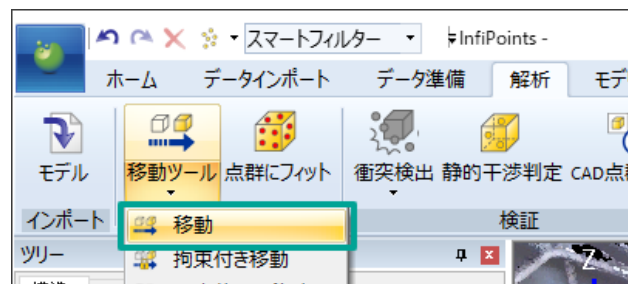 スマートフィルター InfiPoints -
ホーム データインポート データ準備 解析 モデ
モデル 移動ツール 点群にフィット 衝突検出 静的干渉判定 CAD点
インポート 検証
移動
ツリー
拘束付き移動
Z